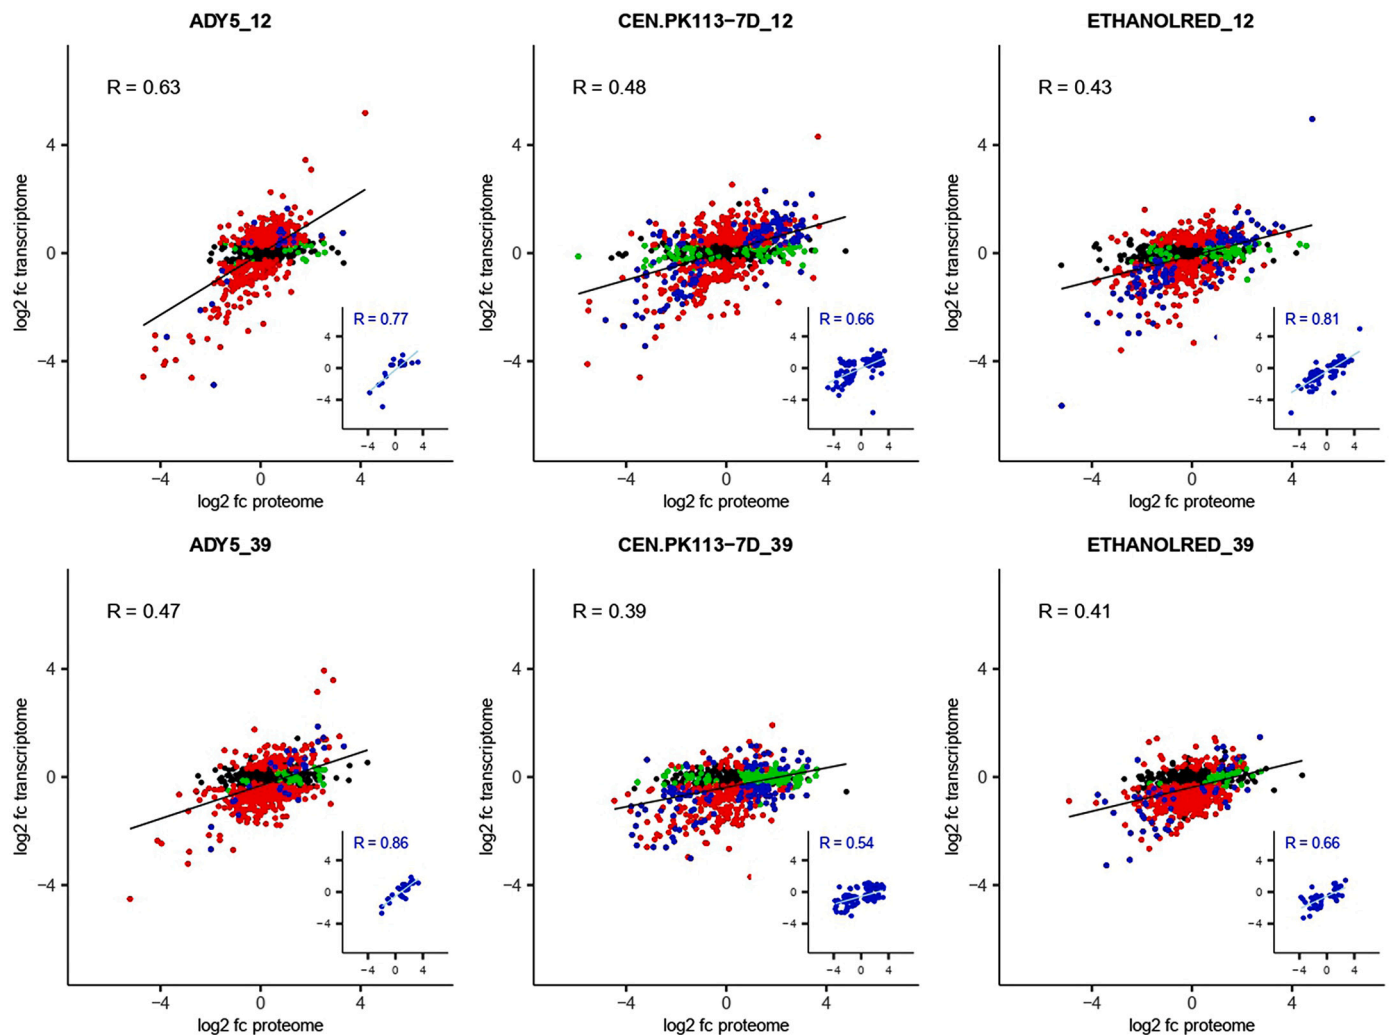 ADY5_12
CEN.PK113−7D_12
ETHANOLRED_12
R = 0.63
R = 0.48
R = 0.43
log2 fc transcriptome
log2 fc transcriptome
log2 fc transcriptome
4
0
−4
4
0
−4
4
0
−4
R = 0.77
4
0
−4
−4 0 4
R = 0.66
4
0
−4
−4 0 4
R = 0.81
4
0
−4
−4 0 4
−4 0 4
−4 0 4
−4 0 4
log2 fc proteome
log2 fc proteome
log2 fc proteome
ADY5_39
CEN.PK113−7D_39
ETHANOLRED_39
R = 0.47
R = 0.39
R = 0.41
log2 fc transcriptome
log2 fc transcriptome
log2 fc transcriptome
4
0
−4
4
0
−4
4
0
−4
R = 0.86
4
0
−4
−4 0 4
R = 0.54
4
0
−4
−4 0 4
R = 0.66
4
0
−4
−4 0 4
−4 0 4
−4 0 4
−4 0 4
log2 fc proteome
log2 fc proteome
log2 fc proteome